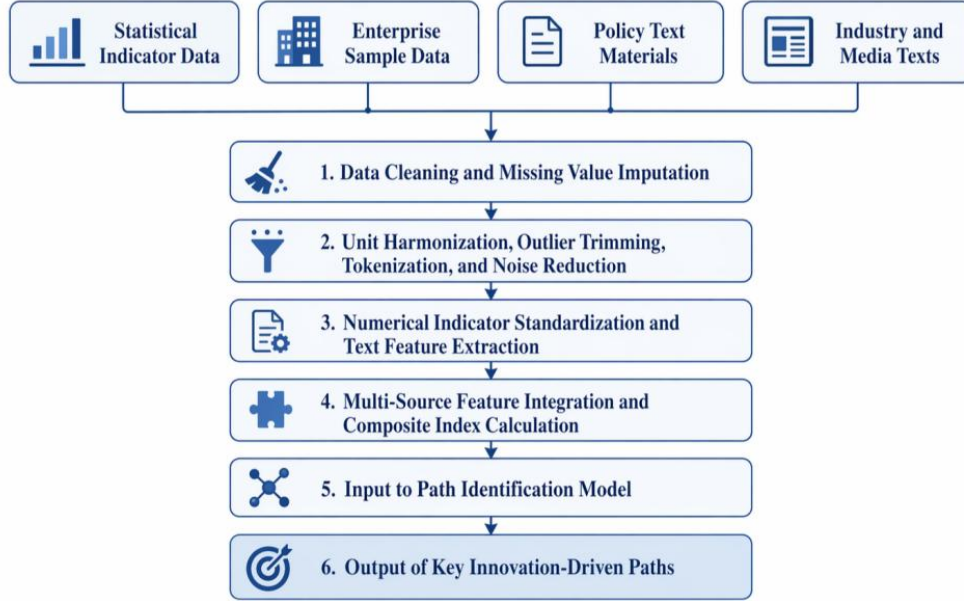 Statistical
Indicator Data
Enterprise
Sample Data
Policy Text
Materials
Industry and
Media Texts
1. Data Cleaning and Missing Value Imputation
2. Unit Harmonization, Outlier Trimming,
Tokenization, and Noise Reduction
3. Numerical Indicator Standardization and
Text Feature Extraction
4. Multi-Source Feature Integration and
Composite Index Calculation
5. Input to Path Identification Model
6. Output of Key Innovation-Driven Paths